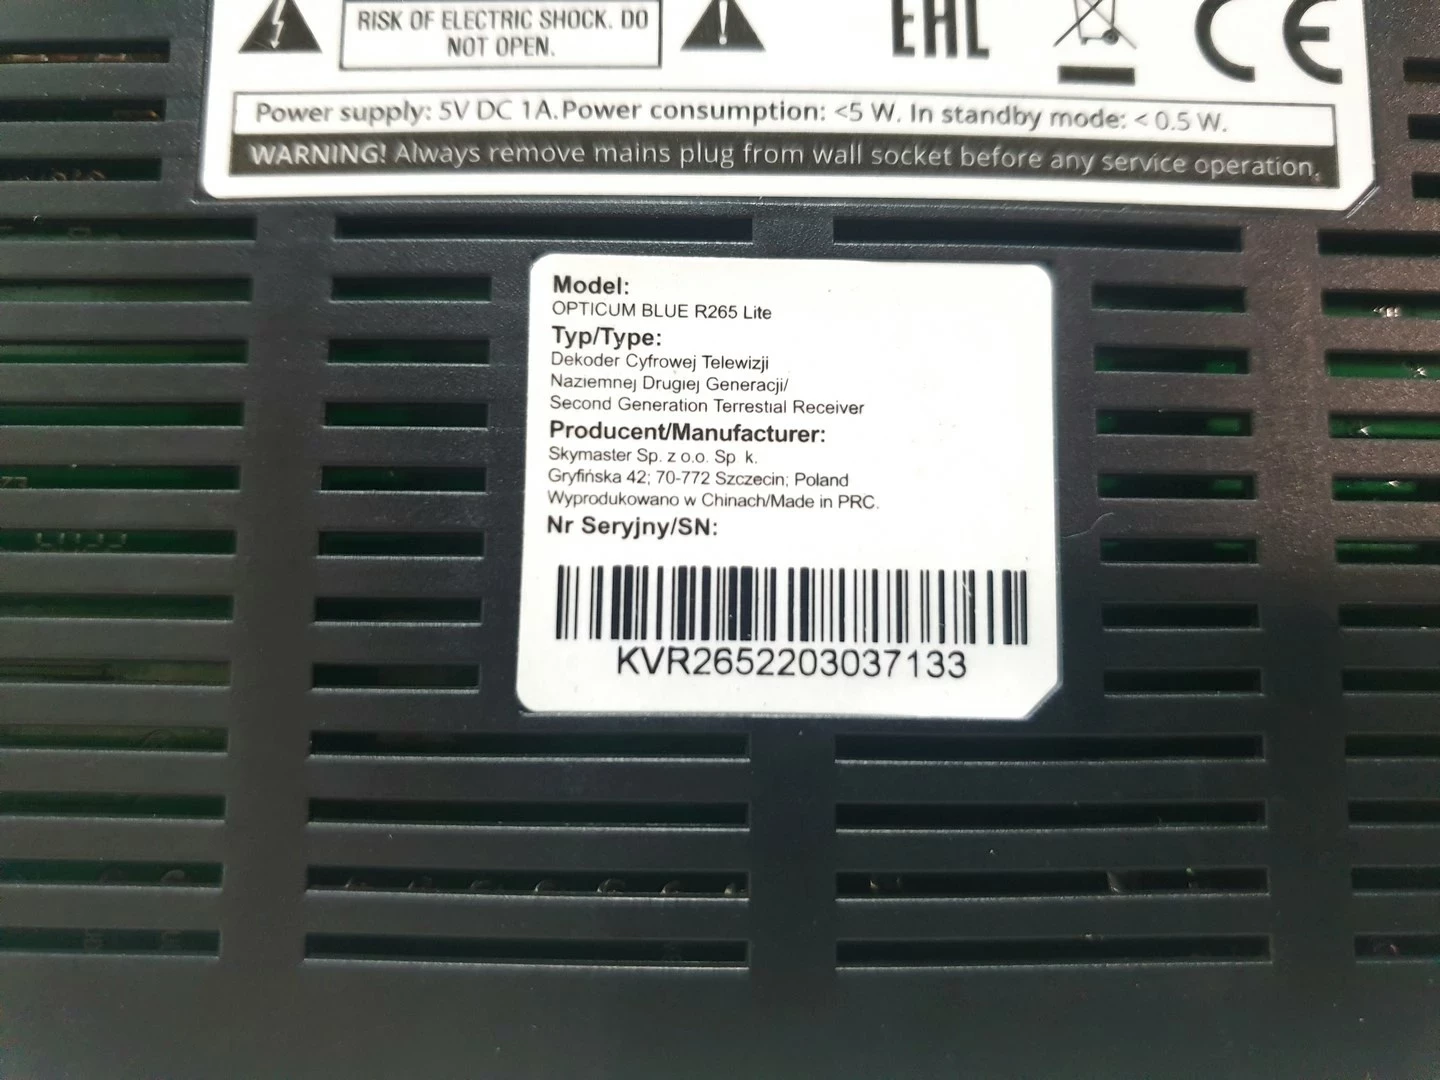 RISK OF ELECTRIC SHOCK. DO
NOT OPEN.
EAC
CE
Power supply: 5V DC 1A.Power consumption: <5 W. In standby mode: < 0.5 W.
WARNING! Always remove mains plug from wall socket before any service operation.
Model:
OPTICUM BLUE R265 Lite
Typ/Type:
Dekoder Cyfrowej Telewizji
Naziemnej Drugiej Generacji/
Second Generation Terrestial Receiver
Producent/Manufacturer:
Skymaster Sp. z o.o. Sp k.
Gryfińska 42; 70-772 Szczecin; Poland
Wyprodukowano w Chinach/Made in PRC.
Nr Seryjny/SN:
KVR2652203037133